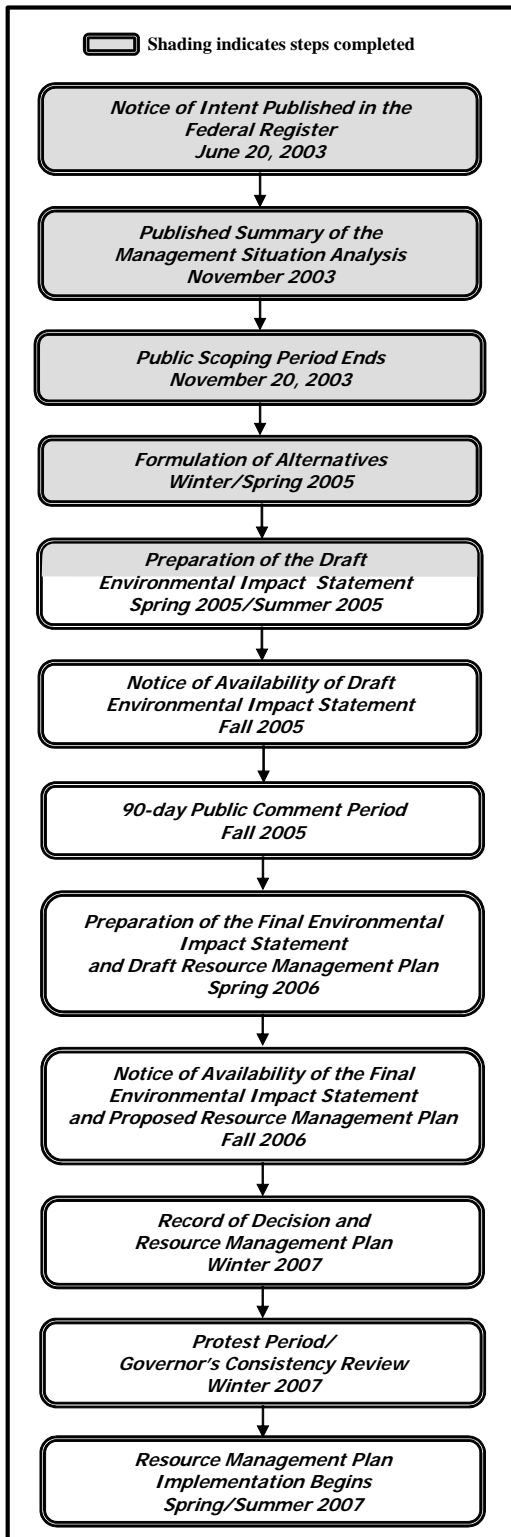 Shading indicates steps completed
Notice of Intent Published in the
Federal Register
June 20, 2003
Published Summary of the
Management Situation Analysis
November 2003
Public Scoping Period Ends
November 20, 2003
Formulation of Alternatives
Winter/Spring 2005
Preparation of the Draft
Environmental Impact Statement
Spring 2005/Summer 2005
Notice of Availability of Draft
Environmental Impact Statement
Fall 2005
90-day Public Comment Period
Fall 2005
Preparation of the Final Environmental
Impact Statement
and Draft Resource Management Plan
Spring 2006
Notice of Availability of the Final
Environmental Impact Statement
and Proposed Resource Management Plan
Fall 2006
Record of Decision and
Resource Management Plan
Winter 2007
Protest Period/
Governor's Consistency Review
Winter 2007
Resource Management Plan
Implementation Begins
Spring/Summer 2007